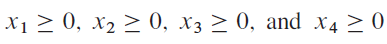 x₁ ≥ 0, x₂ ≥ 0, x₃ ≥ 0, and x₄ ≥ 0